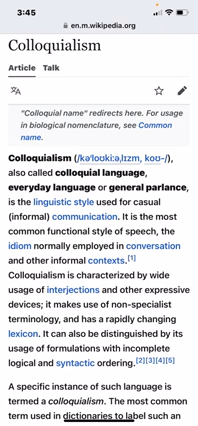 3:45
en.m.wikipedia.org
Colloquialism
Article Talk
"Colloquial name" redirects here. For usage
in biological nomenclature, see Common
name.
Colloquialism (/kəˈloʊkiːəˌlɪzm, koʊ-/),
also called colloquial language,
everyday language or general parlance,
is the linguistic style used for casual
(informal) communication. It is the most
common functional style of speech, the
idiom normally employed in conversation
and other informal contexts.[1]
Colloquialism is characterized by wide
usage of interjections and other expressive
devices; it makes use of non-specialist
terminology, and has a rapidly changing
lexicon. It can also be distinguished by its
usage of formulations with incomplete
logical and syntactic ordering.[2][3][4][5]
A specific instance of such language is
termed a colloquialism. The most common
term used in dictionaries to label such an